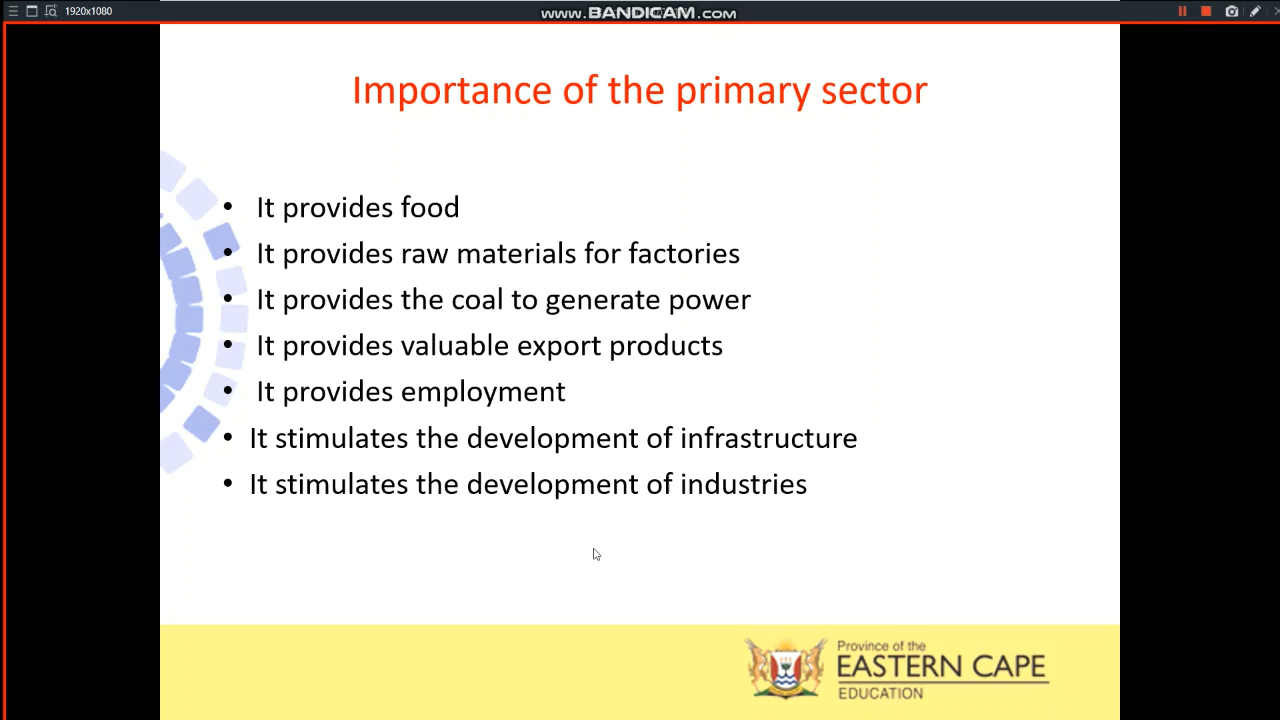 1920x1080
www.BANDICAM.com
Importance of the primary sector
• It provides food
• It provides raw materials for factories
• It provides the coal to generate power
• It provides valuable export products
• It provides employment
• It stimulates the development of infrastructure
• It stimulates the development of industries
Province of the
EASTERN CAPE
EDUCATION